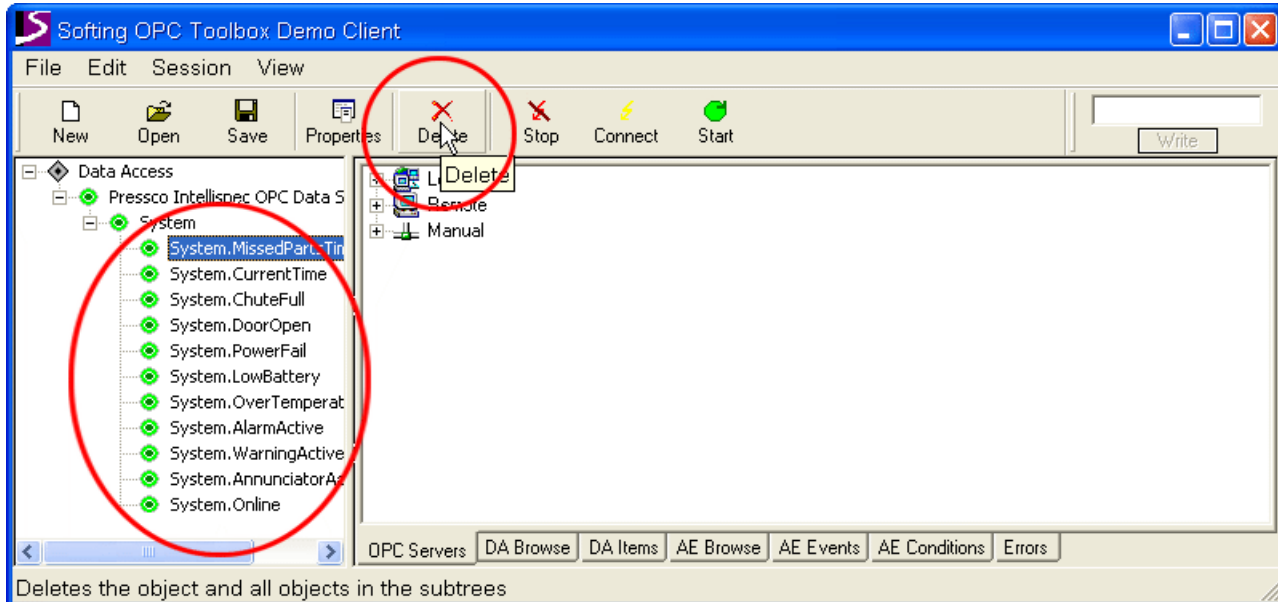 Softing OPC Toolbox Demo Client
File Edit Session View
New Open Save Properties Delete Stop Connect Start
Write
Delete
Data Access
Pressco Intellispec OPC Data S
System
System.MissedPartsTin
System.CurrentTime
System.ChuteFull
System.DoorOpen
System.PowerFail
System.LowBattery
System.OverTemperat
System.AlarmActive
System.WarningActive
System.AnnunciatorAc
System.Online
Remote
Manual
OPC Servers DA Browse DA Items AE Browse AE Events AE Conditions Errors
Deletes the object and all objects in the subtrees